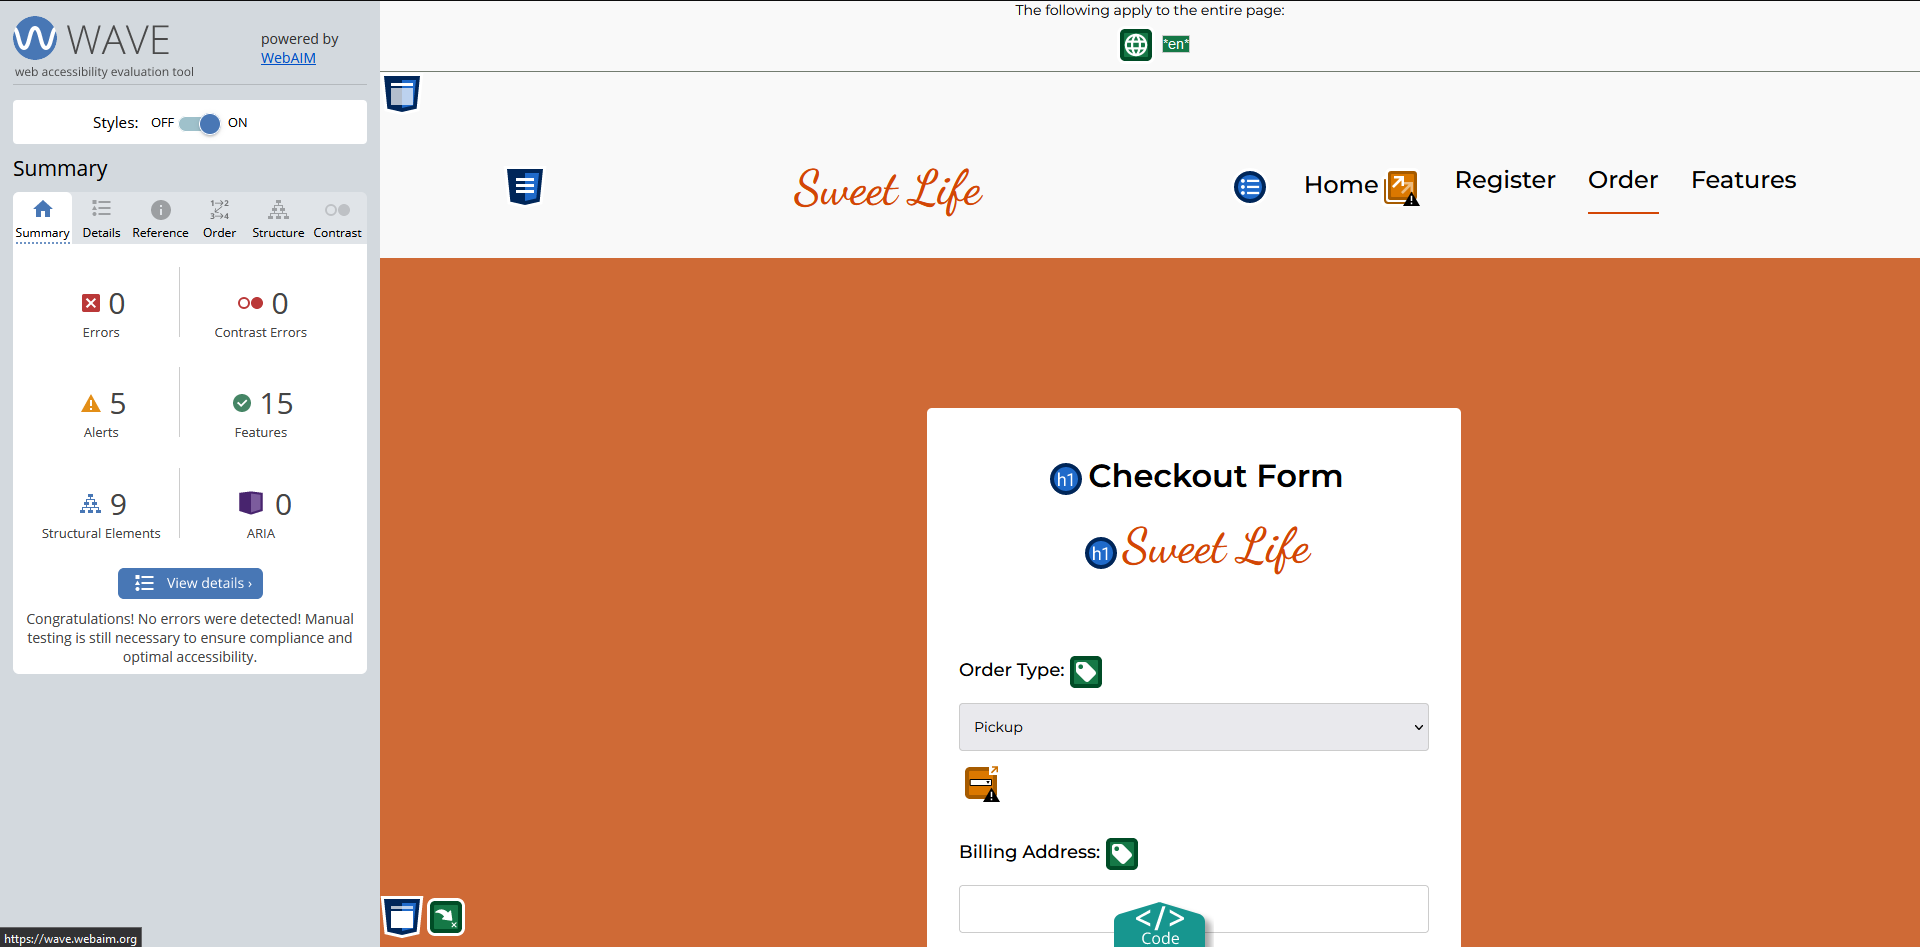 WAVE
powered by
WebAIM
web accessibility evaluation tool
Styles: OFF ON
Summary
Summary Details Reference Order Structure Contrast
0
Errors
0
Contrast Errors
5
Alerts
15
Features
9
Structural Elements
0
ARIA
View details ›
Congratulations! No errors were detected! Manual
testing is still necessary to ensure compliance and
optimal accessibility.
https://wave.webaim.org
The following apply to the entire page:
*en*
Sweet Life
Home Register Order Features
h1 Checkout Form
h1 Sweet Life
Order Type:
Pickup
Billing Address:
</>
Code